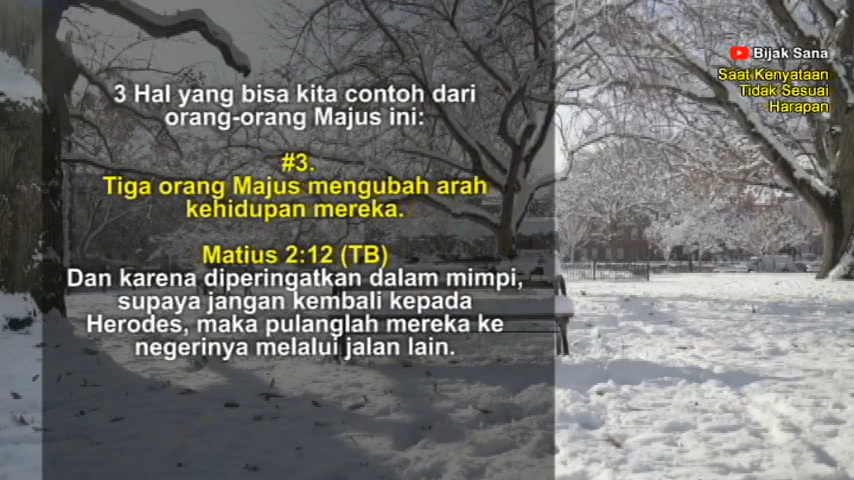 Bijak Sana
Saat Kenyataan
Tidak Sesuai
Harapan
3 Hal yang bisa kita contoh dari
orang-orang Majus ini:
#3.
Tiga orang Majus mengubah arah
kehidupan mereka.
Matius 2:12 (TB)
Dan karena diperingatkan dalam mimpi,
supaya jangan kembali kepada
Herodes, maka pulanglah mereka ke
negerinya melalui jalan lain.